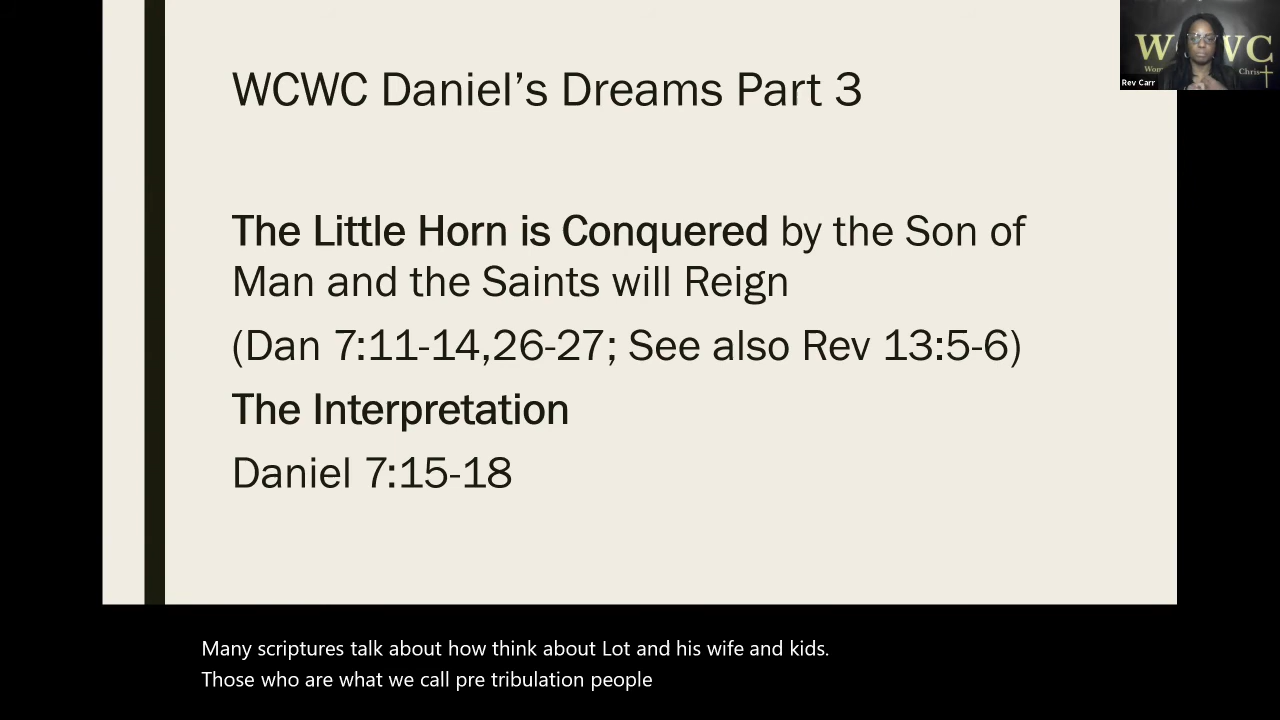 WCWC Daniel’s Dreams Part 3
The Little Horn is Conquered by the Son of
Man and the Saints will Reign
(Dan 7:11-14,26-27; See also Rev 13:5-6)
The Interpretation
Daniel 7:15-18
Rev Carr
Many scriptures talk about how think about Lot and his wife and kids.
Those who are what we call pre tribulation people